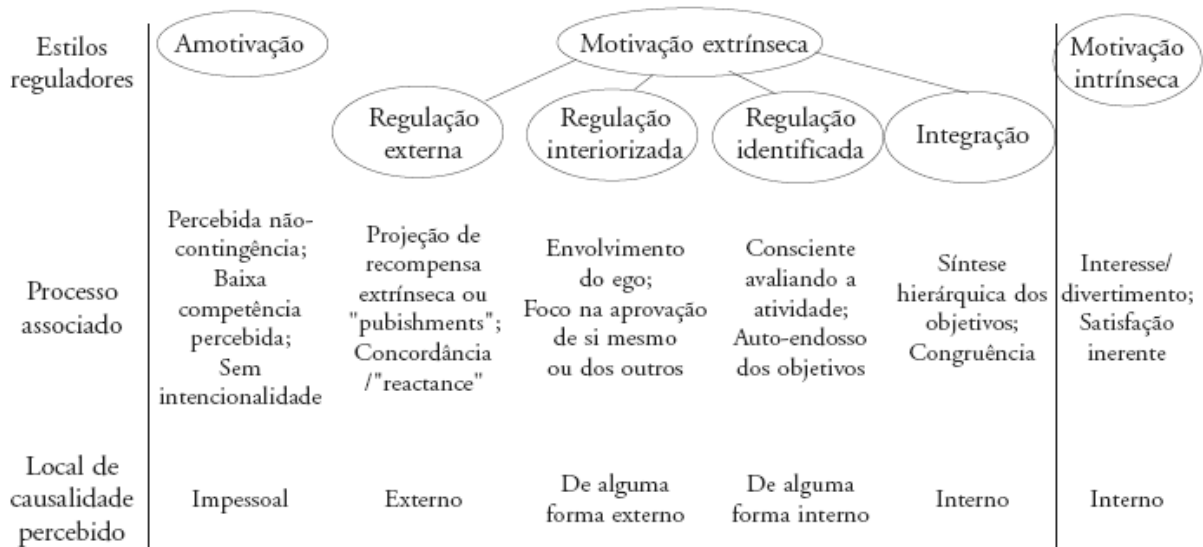 Estilos
reguladores
Amotivação
Motivação extrínseca
Motivação
intrínseca
Regulação
externa
Regulação
interiorizada
Regulação
identificada
Integração
Processo
associado
Percebida não-
contingência;
Baixa
competência
percebida;
Sem
intencionalidade
Projeção de
recompensa
extrínseca ou
"pubishments";
Concordância
/"reactance"
Envolvimento
do ego;
Foco na aprovação
de si mesmo
ou dos outros
Consciente
avaliando a
atividade;
Auto-endosso
dos objetivos
Síntese
hierárquica dos
objetivos;
Congruência
Interesse/
divertimento;
Satisfação
inerente
Local de
causalidade
percebido
Impessoal
Externo
De alguma
forma externo
De alguma
forma interno
Interno
Interno